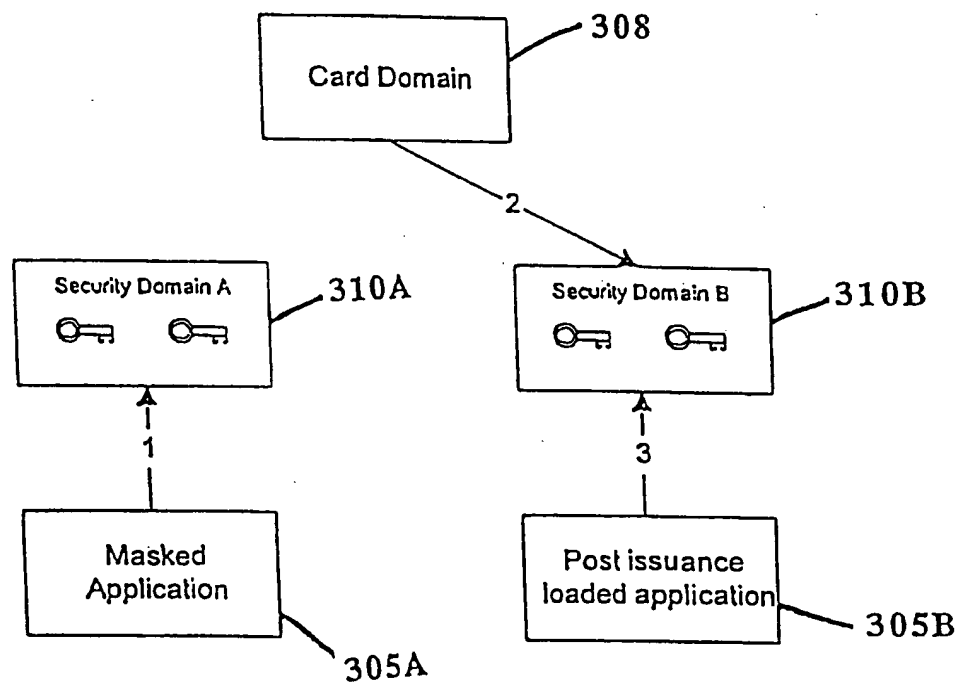 Card Domain
308
2
Security Domain A
310A
Security Domain B
310B
1
3
Masked
Application
305A
Post issuance
loaded application
305B